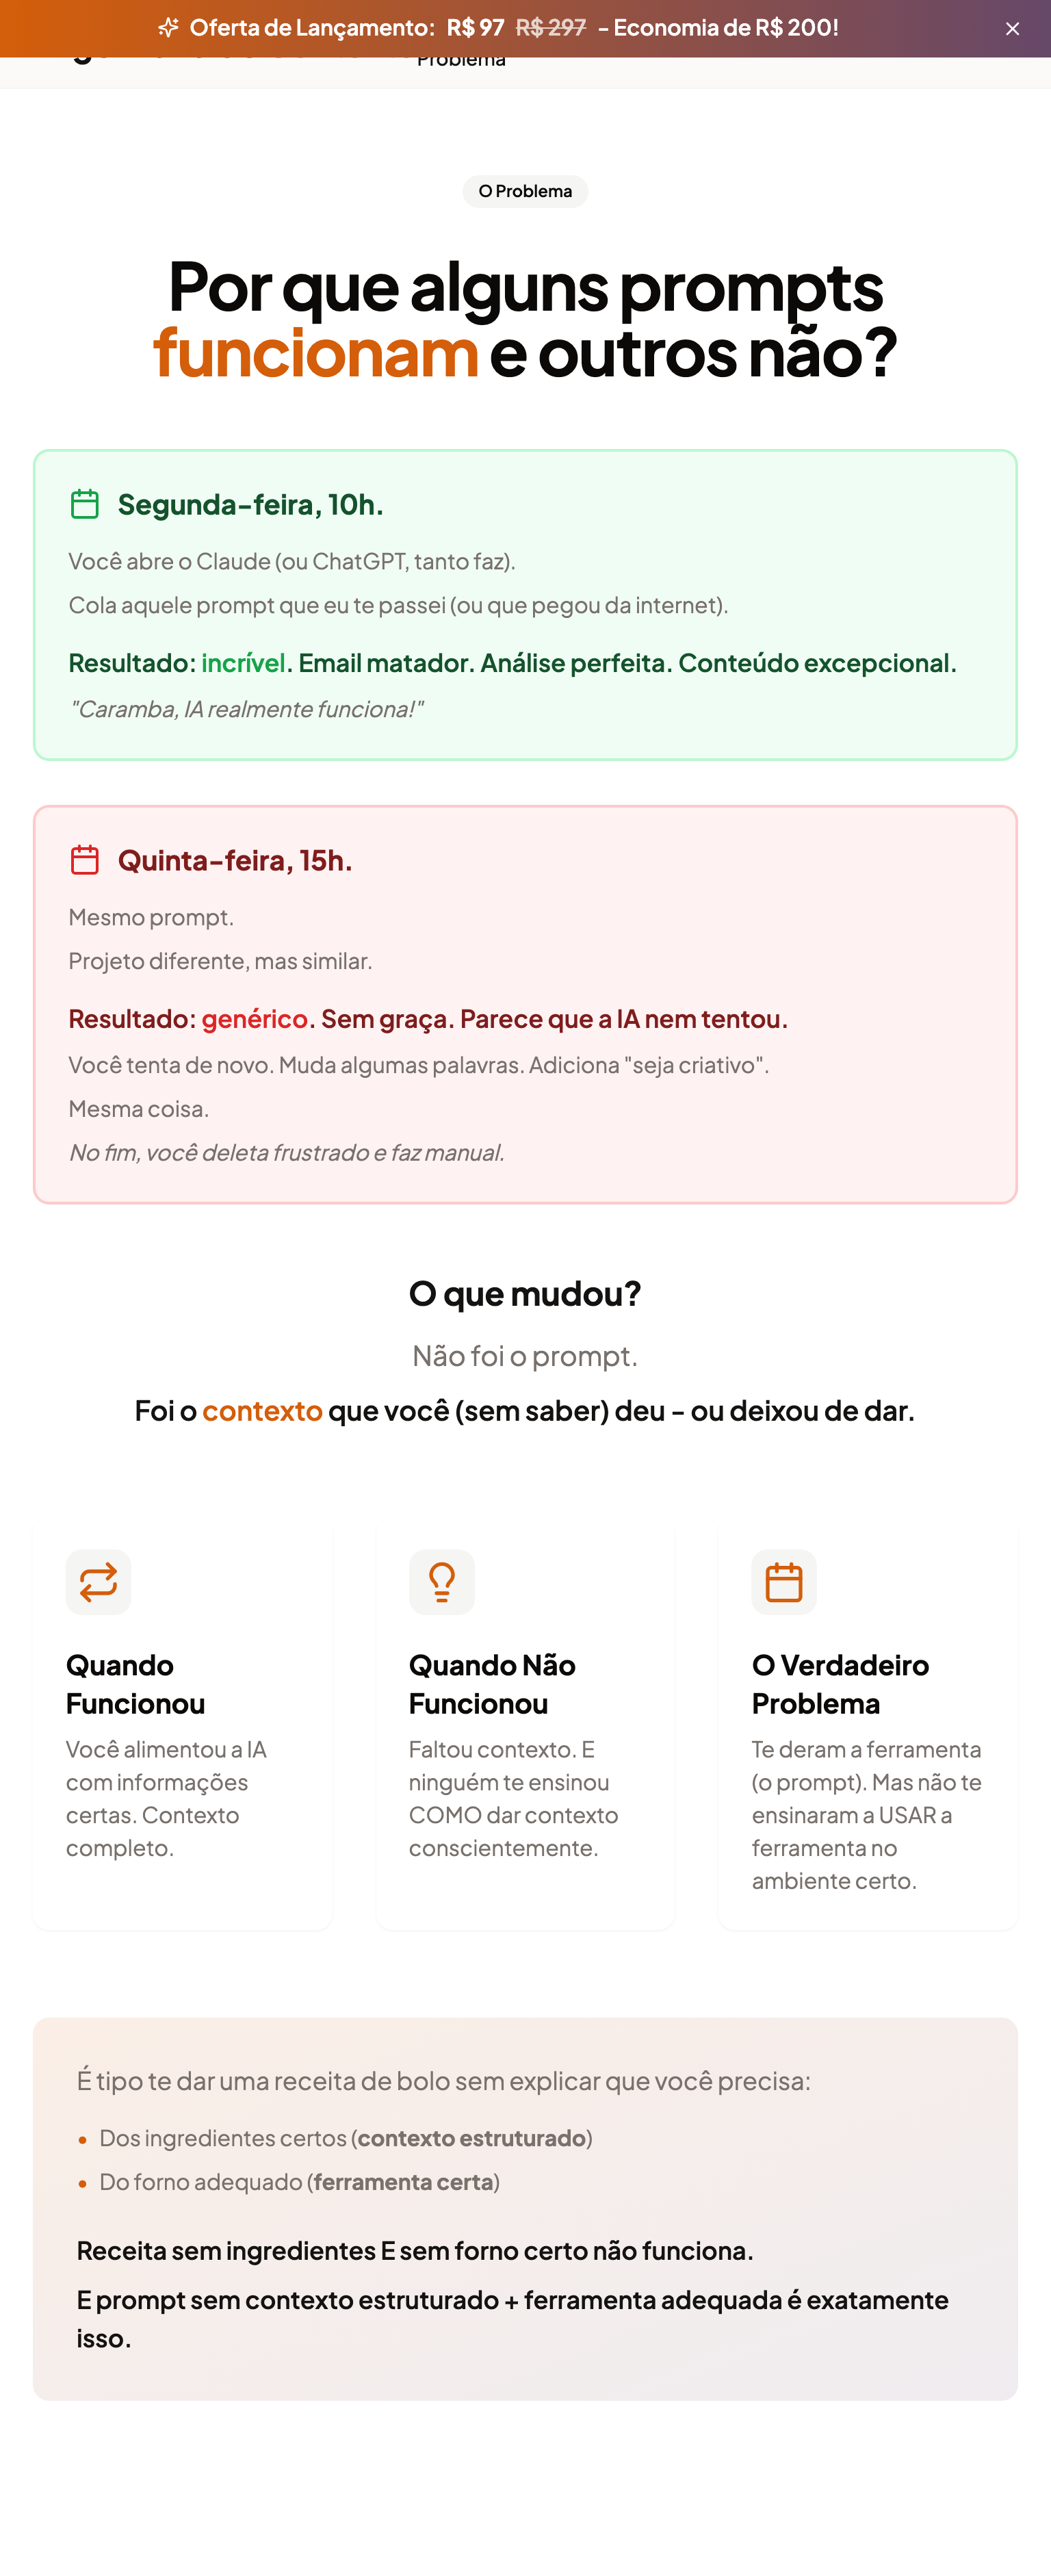 Oferta de Lançamento: R$ 97 R$ 297 - Economia de R$ 200!
Problema
O Problema
Por que alguns prompts
funcionam e outros não?
Segunda-feira, 10h.
Você abre o Claude (ou ChatGPT, tanto faz).
Cola aquele prompt que eu te passei (ou que pegou da internet).
Resultado: incrível. Email matador. Análise perfeita. Conteúdo excepcional.
"Caramba, IA realmente funciona!"
Quinta-feira, 15h.
Mesmo prompt.
Projeto diferente, mas similar.
Resultado: genérico. Sem graça. Parece que a IA nem tentou.
Você tenta de novo. Muda algumas palavras. Adiciona "seja criativo".
Mesma coisa.
No fim, você deleta frustrado e faz manual.
O que mudou?
Não foi o prompt.
Foi o contexto que você (sem saber) deu - ou deixou de dar.
Quando
Funcionou
Você alimentou a IA
com informações
certas. Contexto
completo.
Quando Não
Funcionou
Faltou contexto. E
ninguém te ensinou
COMO dar contexto
conscientemente.
O Verdadeiro
Problema
Te deram a ferramenta
(o prompt). Mas não te
ensinaram a USAR a
ferramenta no
ambiente certo.
É tipo te dar uma receita de bolo sem explicar que você precisa:
• Dos ingredientes certos (contexto estruturado)
• Do forno adequado (ferramenta certa)
Receita sem ingredientes E sem forno certo não funciona.
E prompt sem contexto estruturado + ferramenta adequada é exatamente
isso.